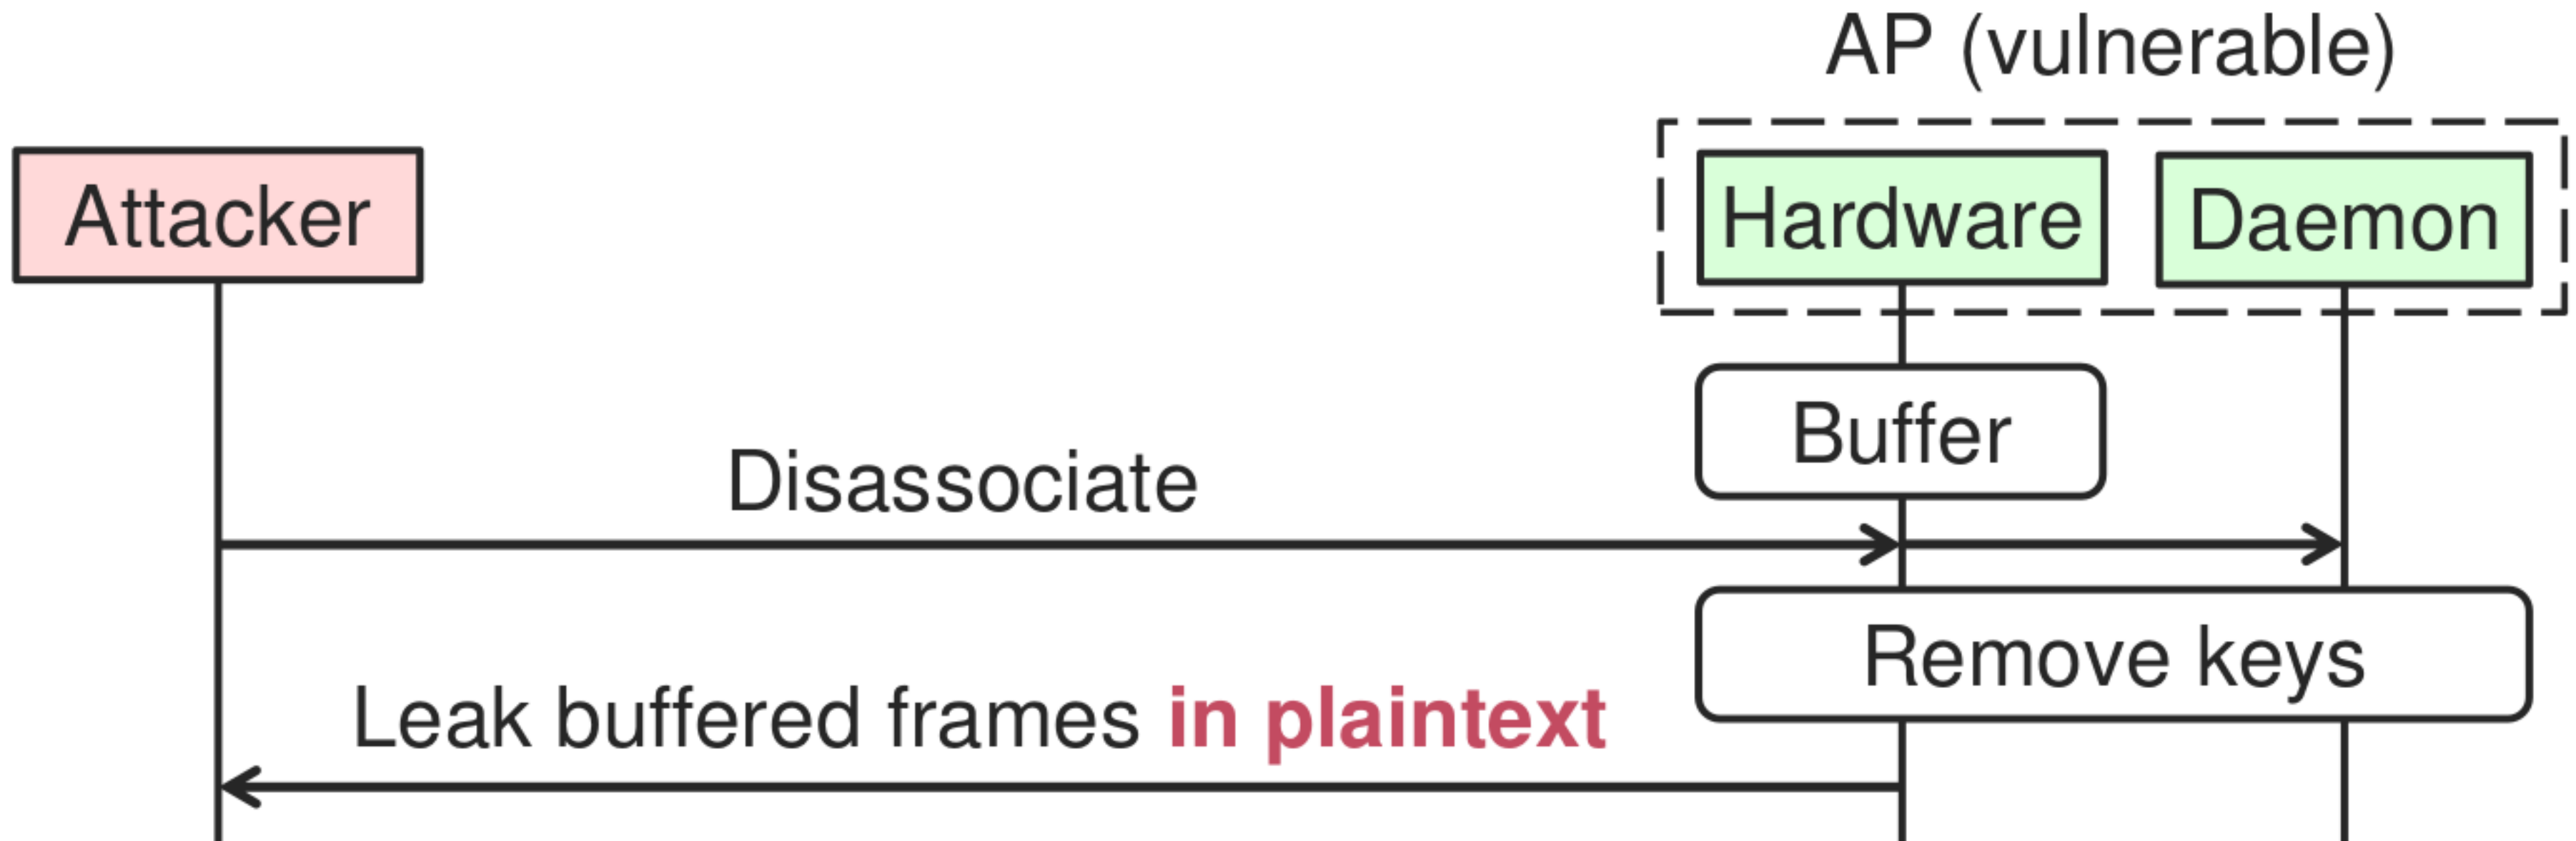 AP (vulnerable)
Attacker
Hardware
Daemon
Buffer
Disassociate
Remove keys
Leak buffered frames in plaintext